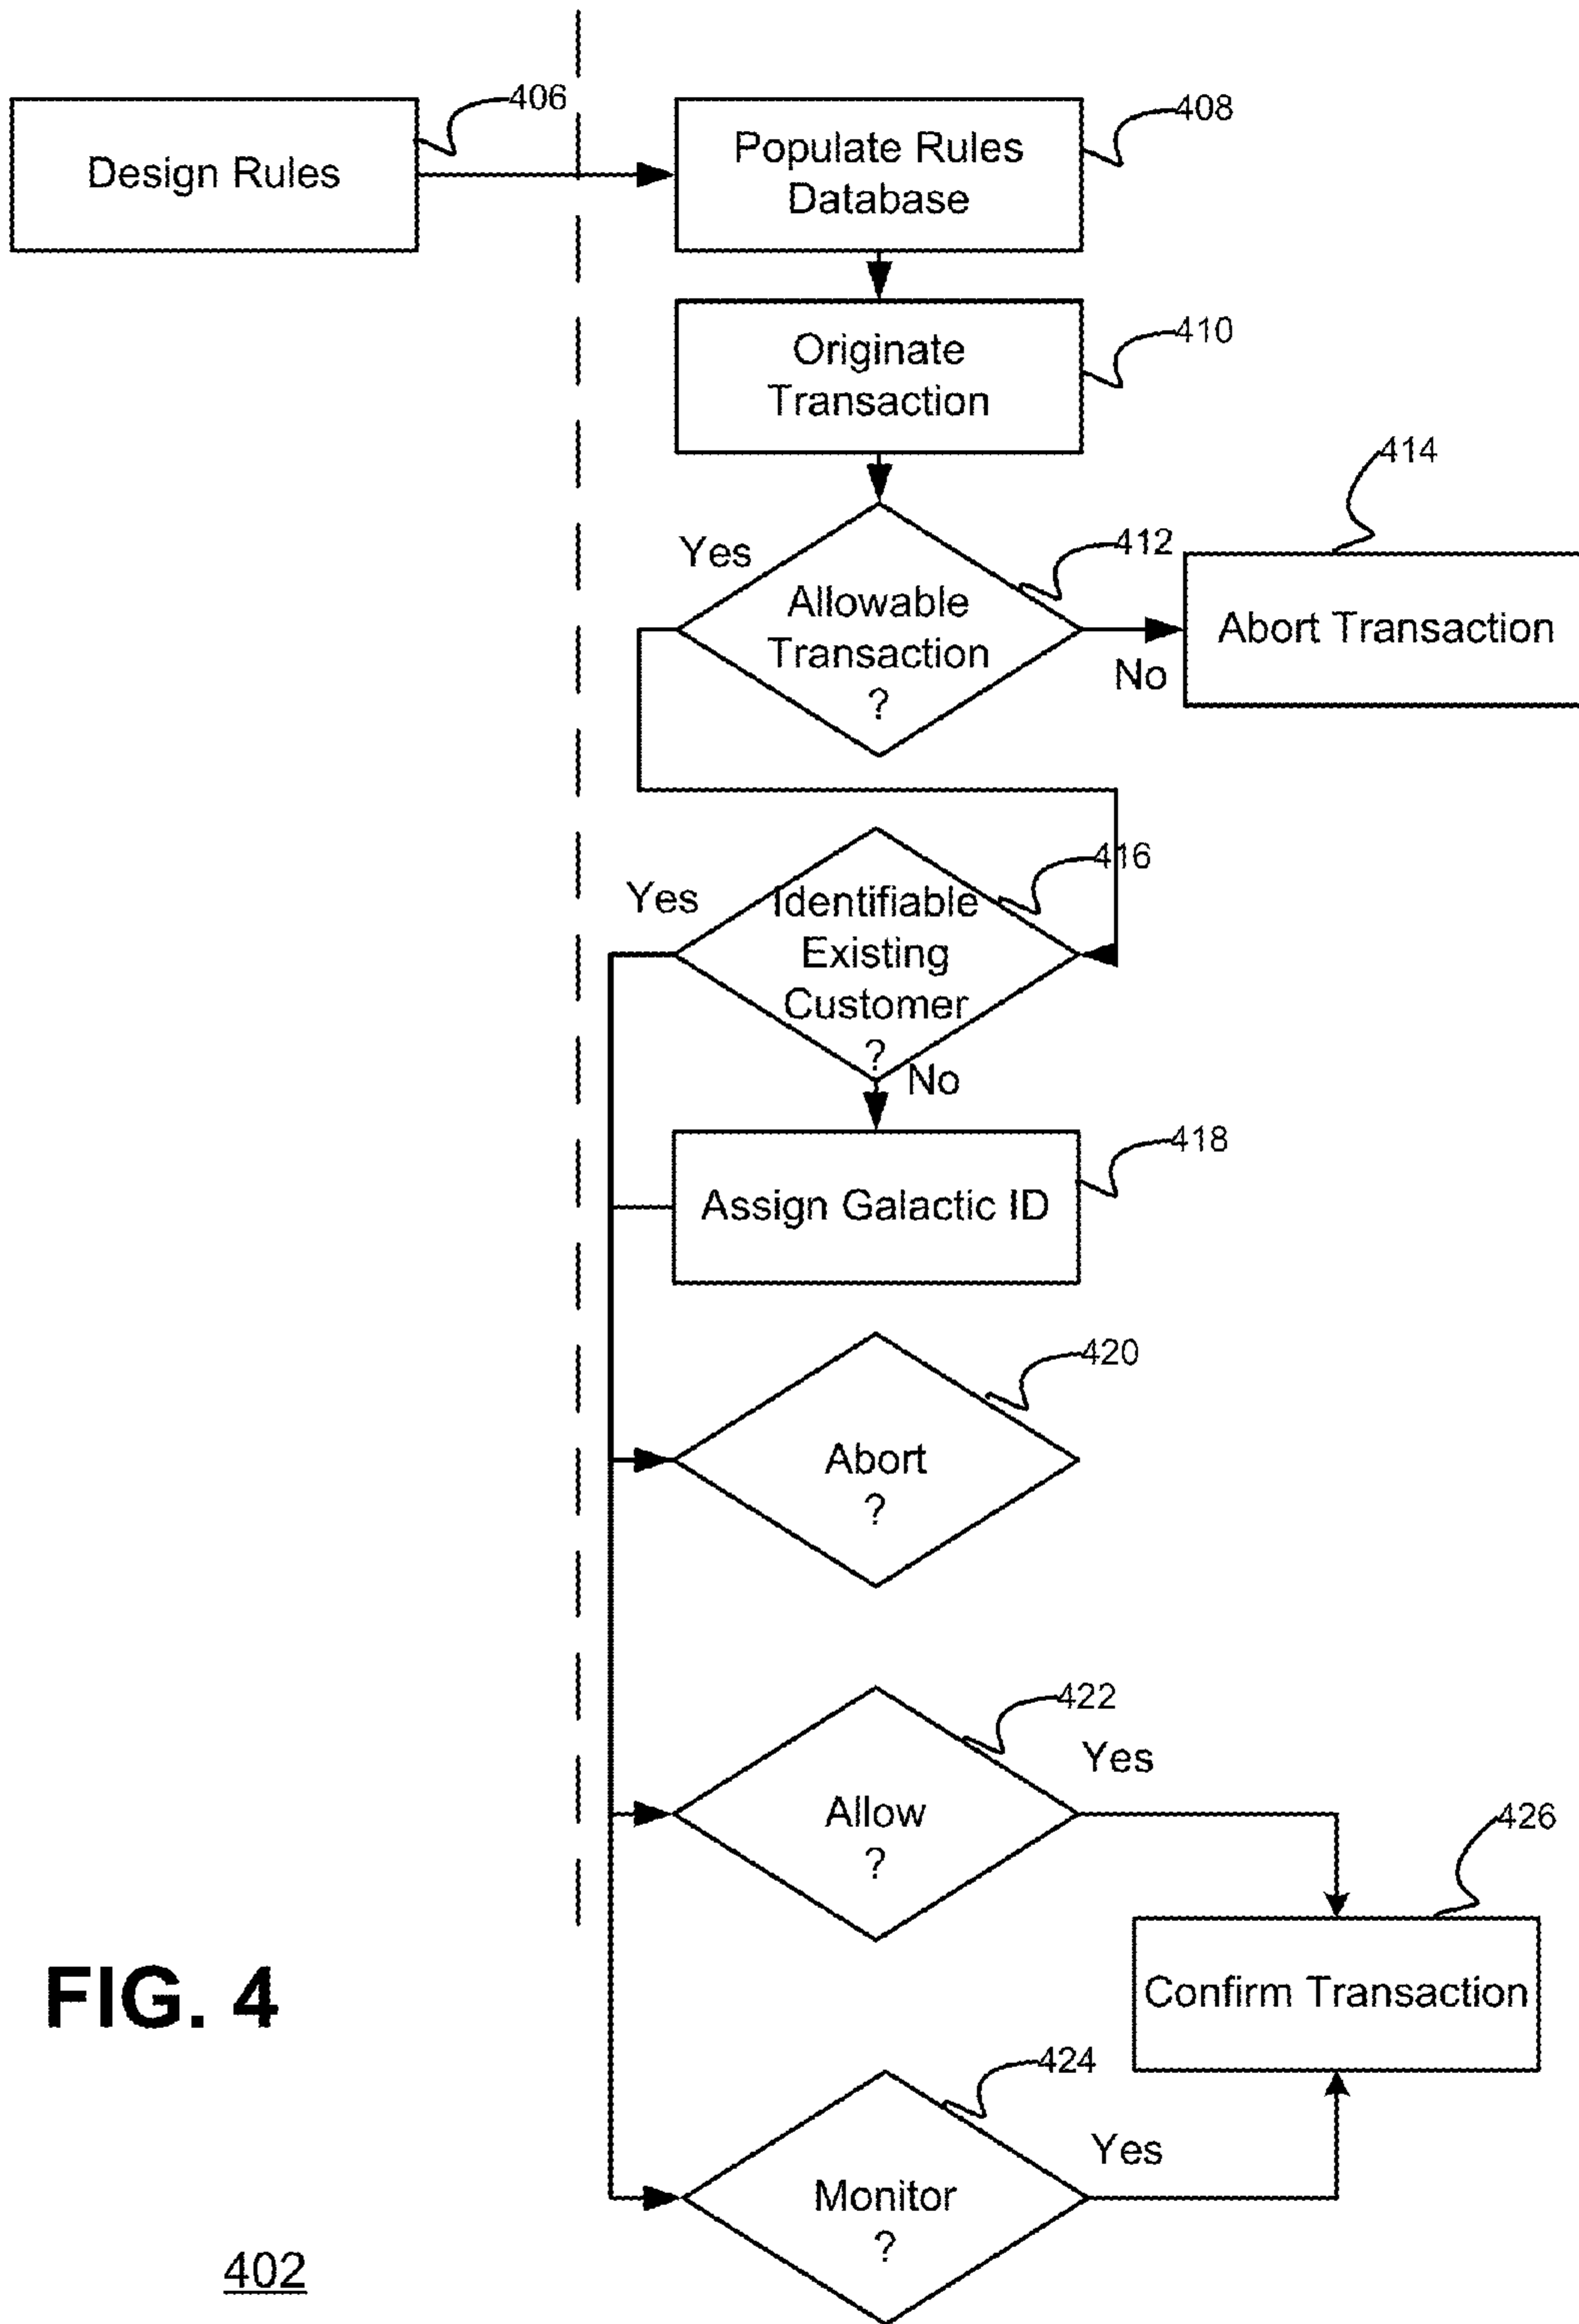 406
Design Rules
408
Populate Rules
Database
410
Originate
Transaction
414
Yes
412
Allowable
Transaction
?
No
Abort Transaction
416
Yes
Identifiable
Existing
Customer
?
No
418
Assign Galactic ID
420
Abort
?
422
Yes
Allow
?
426
Confirm Transaction
FIG. 4
424
Yes
Monitor
?
402